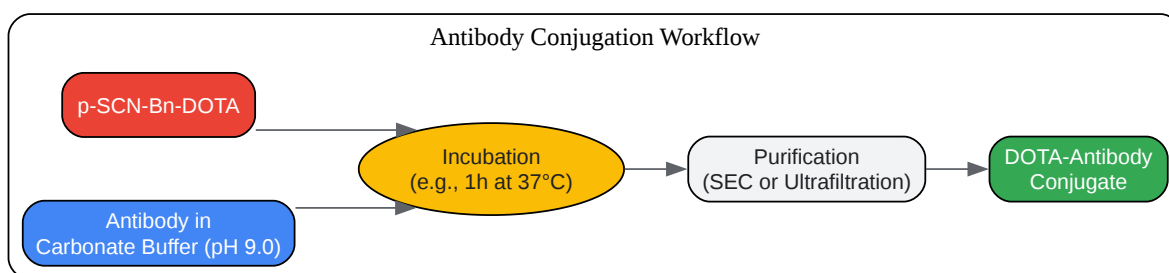 Antibody Conjugation Workflow
p-SCN-Bn-DOTA
Antibody in
Carbonate Buffer (pH 9.0)
Incubation
(e.g., 1h at 37°C)
Purification
(SEC or Ultrafiltration)
DOTA-Antibody
Conjugate